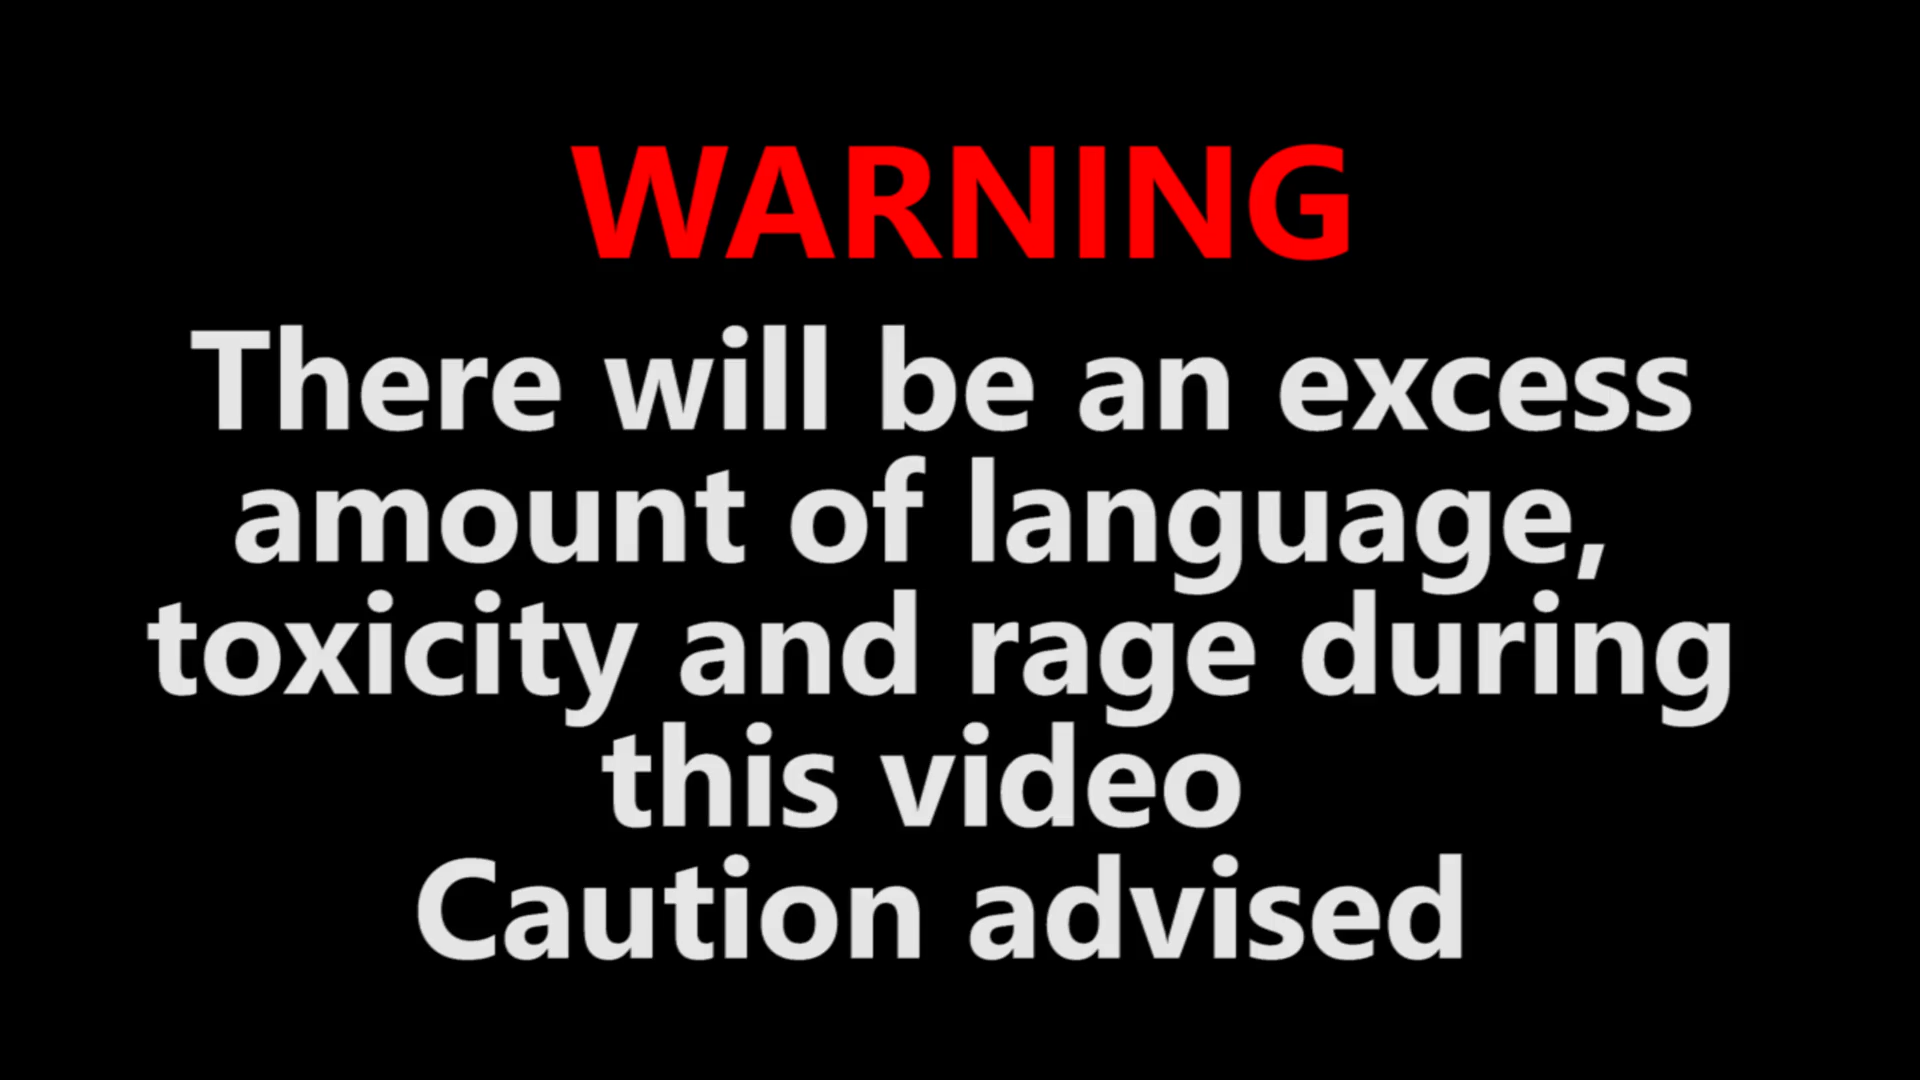 WARNING
There will be an excess
amount of language,
toxicity and rage during
this video
Caution advised